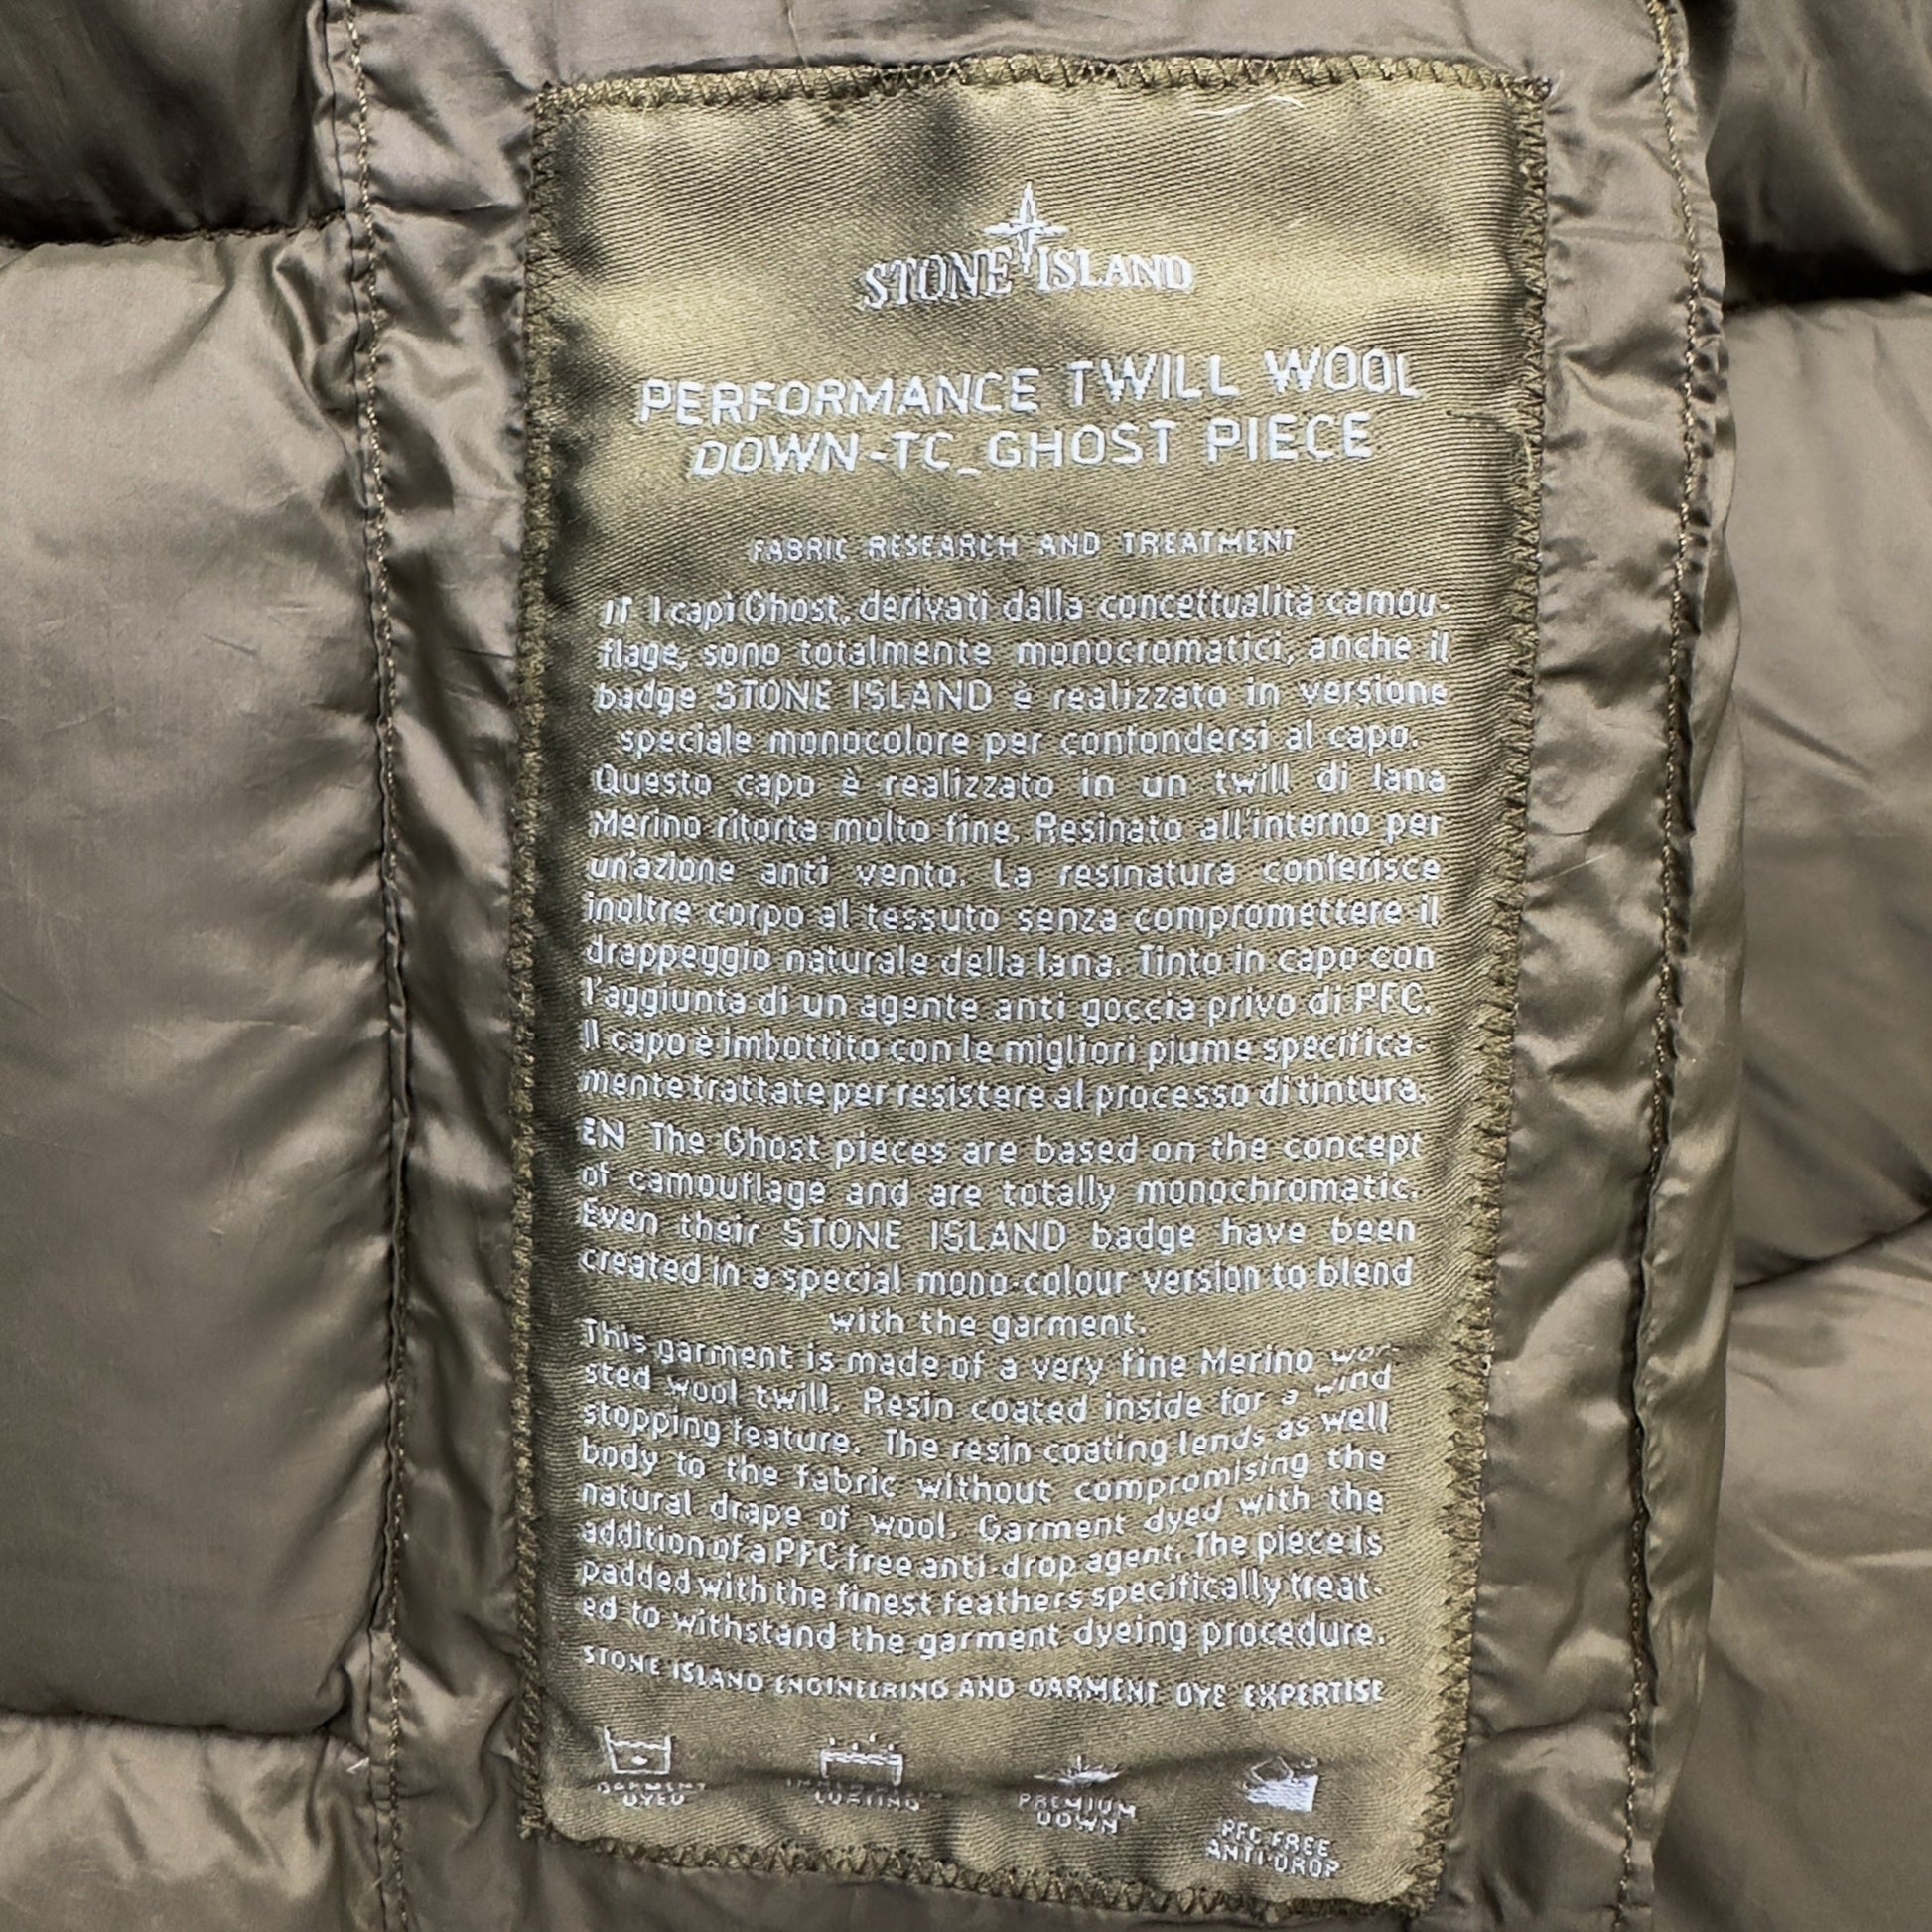 STONE ISLAND
PERFORMANCE TWILL WOOL
DOWN-TC_GHOST PIECE
FABRIC RESEARCH AND TREATMENT
IT I capi Ghost, derivati dalla concettualità camou-
flage, sono totalmente monocromatici, anche il
badge STONE ISLAND è realizzato in versione
speciale monocolore per confondersi al capo.
Questo capo è realizzato in un twill di lana
Merino ritorta molto fine. Resinato all'interno per
un'azione anti vento. La resinatura conferisce
inoltre corpo al tessuto senza compromettere il
drappeggio naturale della lana. Tinto in capo con
l'aggiunta di un agente anti goccia privo di PFC.
Il capo è imbottito con le migliori piume specifica-
mente trattate per resistere al processo di tintura.
EN The Ghost pieces are based on the concept
of camouflage and are totally monochromatic.
Even their STONE ISLAND badge have been
created in a special mono-colour version to blend
with the garment.
This garment is made of a very fine Merino wor-
sted wool twill. Resin coated inside for a wind
stopping feature. The resin coating lends as well
body to the fabric without compromising the
natural drape of wool. Garment dyed with the
addition of a PFC free anti-drop agent. The piece is
padded with the finest feathers specifically treat-
ed to withstand the garment dyeing procedure.
STONE ISLAND ENGINEERING AND GARMENT DYE EXPERTISE
GARMENT
DYED
COATING
PREMIUM
DOWN
PFC FREE
ANTI-DROP